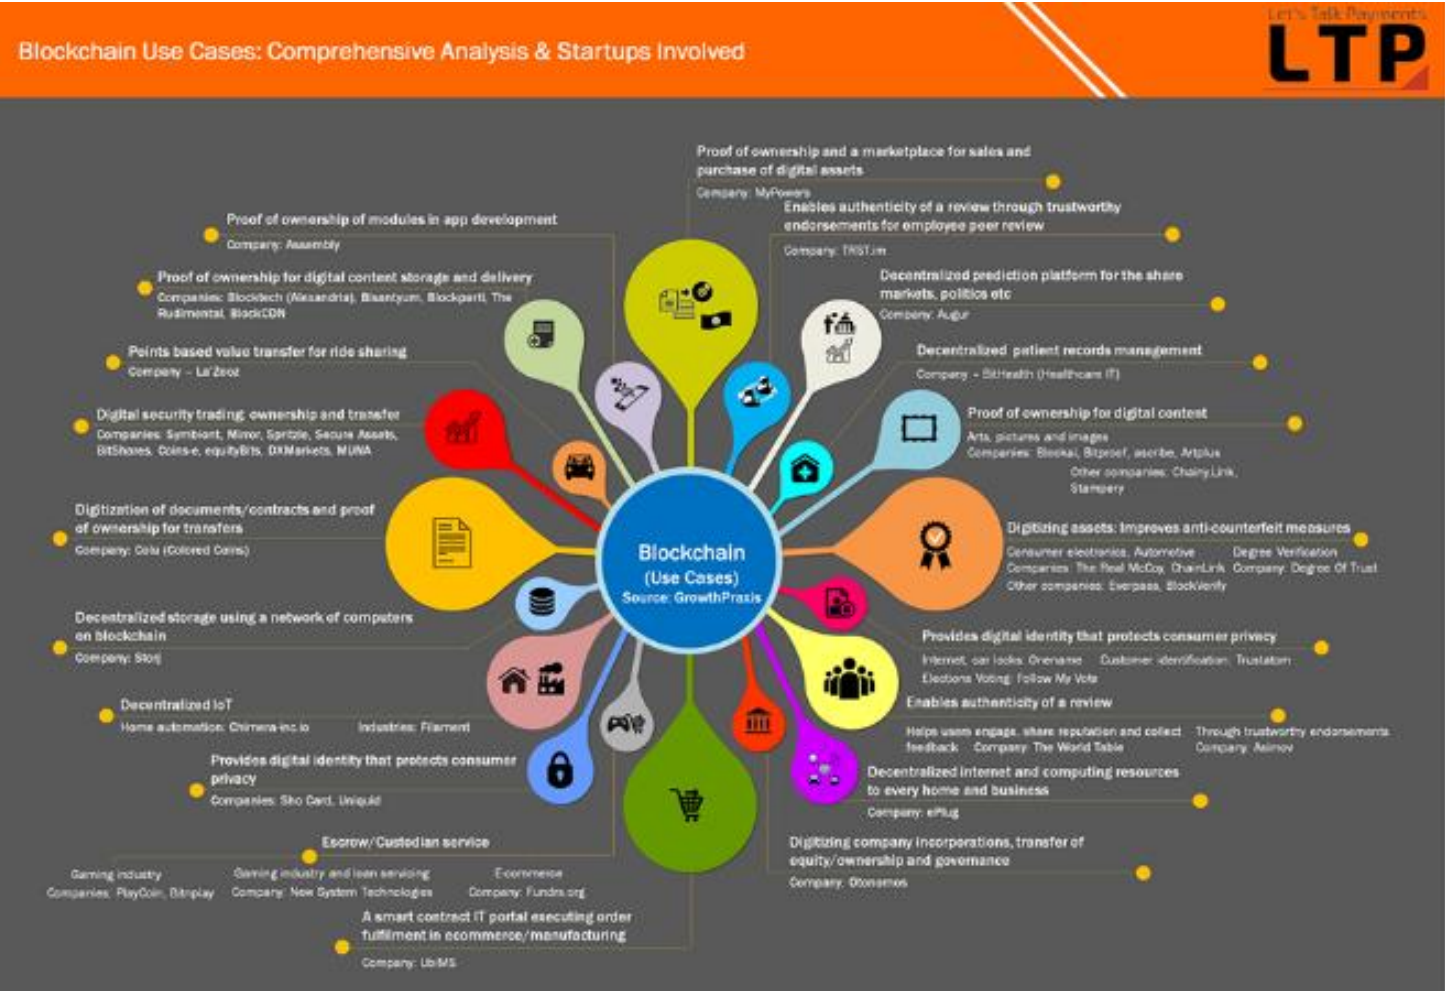 Let's Talk Payments
LTP
Blockchain Use Cases: Comprehensive Analysis & Startups Involved
Proof of ownership and a marketplace for sales and
purchase of digital assets
Company: MyPowers
Enables authenticity of a review through trustworthy
endorsements for employee peer review
Company: TRST.im
Decentralized prediction platform for the share
markets, politics etc
Company: Augur
Decentralized patient records management
Company - BitHealth (Healthcare IT)
Proof of ownership for digital content
Arts, pictures and images
Companies: Blockai, Bitproof, ascribe, Artplus
Other companies: Chainy.Link,
Stampery
Digitizing assets: Improves anti-counterfeit measures
Consumer electronics, Automotive
Companies: The Real McCoy, ChainLink
Degree Verification
Company: Degree Of Trust
Other companies: Everpass, BlockVerify
Provides digital identity that protects consumer privacy
Internet, car locks: Onename
Customer identification: Trustatom
Elections Voting: Follow My Vote
Enables authenticity of a review
Helps users engage, share reputation and collect
feedback Company: The World Table
Through trustworthy endorsements
Company: Asimov
Decentralized internet and computing resources
to every home and business
Company: ePlug
Digitizing company incorporations, transfer of
equity/ownership and governance
Company: Otonomos
Proof of ownership of modules in app development
Company: Assembly
Proof of ownership for digital content storage and delivery
Companies: Blocktech (Alexandria), Bisantyum, Blockparti, The
Rudimental, BlockCDN
Points based value transfer for ride sharing
Company - La'Zooz
Digital security trading: ownership and transfer
Companies: Symbiont, Mirror, Spritzle, Secure Assets,
BitShares, Coins-e, equityBits, DXMarkets, MUNA
Digitization of documents/contracts and proof
of ownership for transfers
Company: Colu (Colored Coins)
Decentralized storage using a network of computers
on blockchain
Company: Storj
Decentralized IoT
Home automation: Chimera-inc.io
Industries: Filament
Provides digital identity that protects consumer
privacy
Companies: Sho Card, Uniquid
Escrow/Custodian service
Gaming industry
Companies: PlayCoin, Bitnplay
Gaming industry and loan servicing
Company: New System Technologies
E-commerce
Company: Fundrs.org
A smart contract IT portal executing order
fulfilment in ecommerce/manufacturing
Company: UbiMS
Blockchain
(Use Cases)
Source: GrowthPraxis